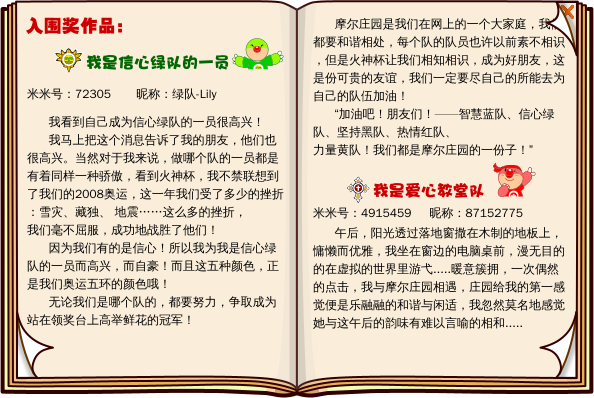 入围奖作品：
我是信心绿队的一员
米米号：72305 昵称：绿队-Lily
我看到自己成为信心绿队的一员很高兴！
我马上把这个消息告诉了我的朋友，他们也
很高兴。当然对于我来说，做哪个队的一员都是
有着同样一种骄傲，看到火神杯，我不禁联想到
了我们的2008奥运，这一年我们受了多少的挫折
：雪灾、藏独、 地震……这么多的挫折，
我们毫不屈服，成功地战胜了他们！
因为我们有的是信心！所以我为我是信心绿
队的一员而高兴，而自豪！而且这五种颜色，正
是我们奥运五环的颜色哦！
无论我们是哪个队的，都要努力，争取成为
站在领奖台上高举鲜花的冠军！
摩尔庄园是我们在网上的一个大家庭，我们
都要和谐相处，每个队的队员也许以前素不相识
，但是火神杯让我们相知相识，成为好朋友，这
是份可贵的友谊，我们一定要尽自己的所能去为
自己的队伍加油！
“加油吧！朋友们！——智慧蓝队、信心绿
队、坚持黑队、热情红队、
力量黄队！我们都是摩尔庄园的一份子！"
我是爱心教堂队
米米号：4915459 昵称：87152775
午后，阳光透过落地窗撒在木制的地板上，
慵懒而优雅，我坐在窗边的电脑桌前，漫无目的
的在虚拟的世界里游弋.....暖意簇拥，一次偶然
的点击，我与摩尔庄园相遇，庄园给我的第一感
觉便是乐融融的和谐与闲适，我忽然莫名地感觉
她与这午后的韵味有难以言喻的相和.....